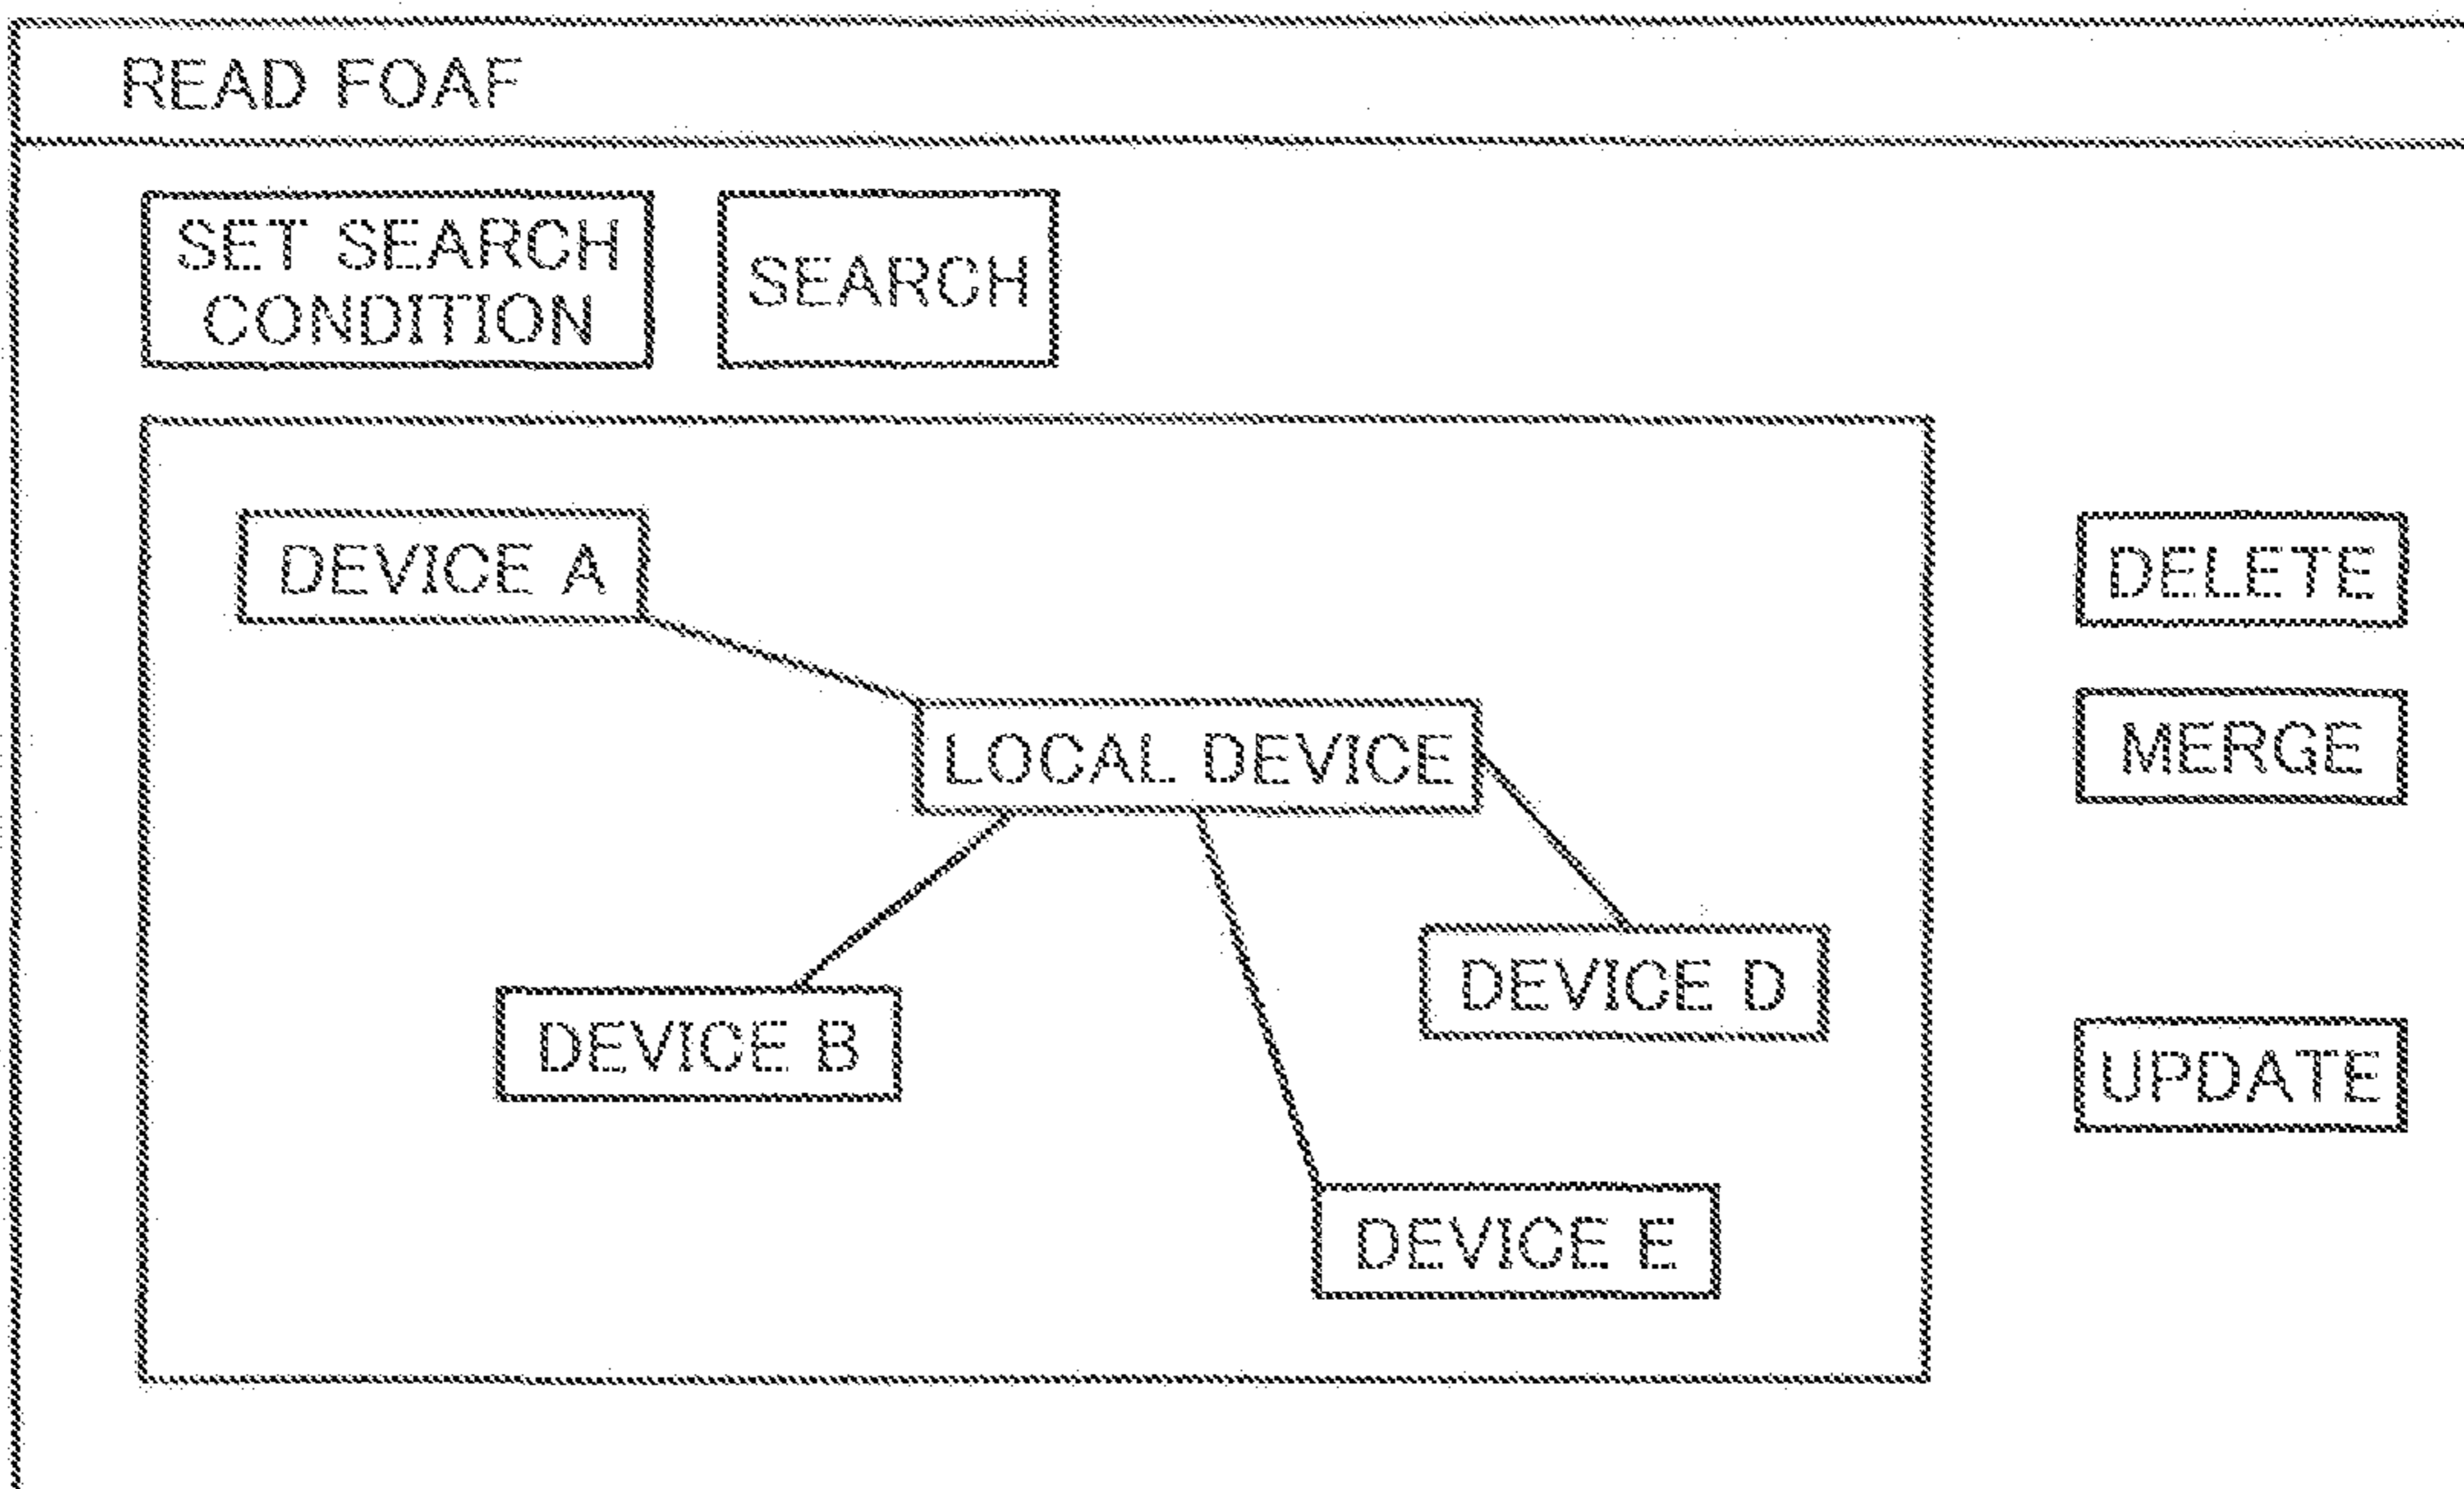 READ FOAF
SET SEARCH
CONDITION
SEARCH
DEVICE A
DELETE
LOCAL DEVICE
MERGE
DEVICE D
DEVICE B
UPDATE
DEVICE E